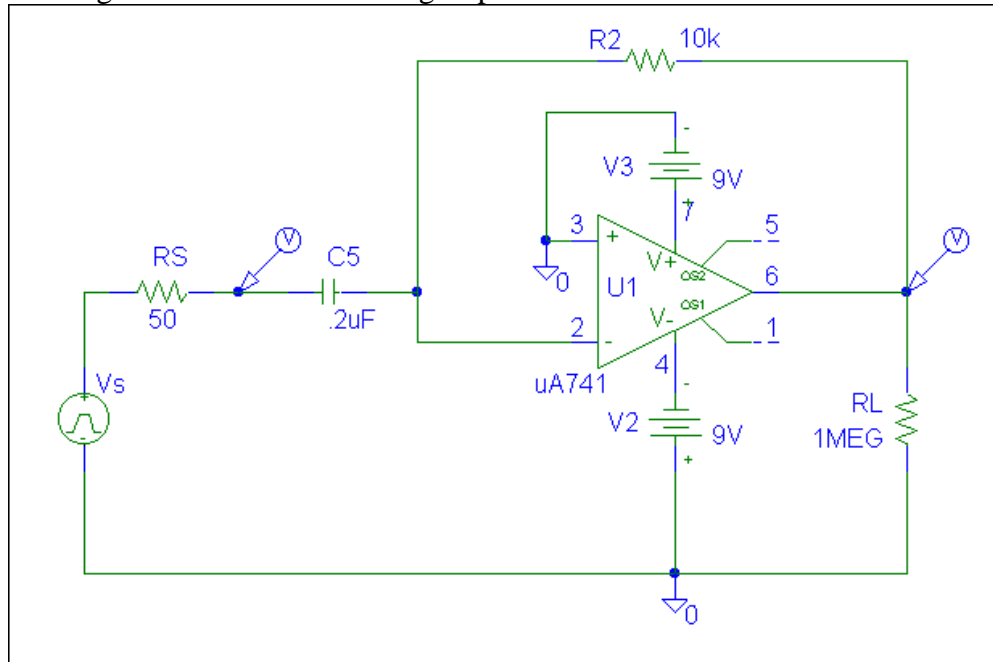 R2 10k
-
V3 9V
+
7
3 + 5
V+
OS2
RS C5
0 U1 6
OS1
50 .2uF
V-
2 - 1
4
uA741
Vs
-
V2 9V
+
+
-
RL
1MEG
0
V
V